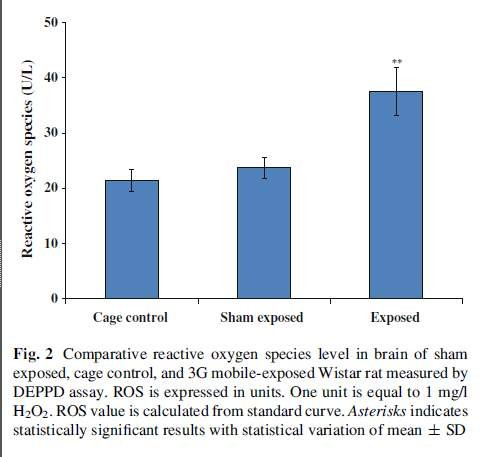 50
40
30
20
10
0
Reactive oxygen species (U/L)
**
Cage control Sham exposed Exposed
Fig. 2 Comparative reactive oxygen species level in brain of sham
exposed, cage control, and 3G mobile-exposed Wistar rat measured by
DEPPD assay. ROS is expressed in units. One unit is equal to 1 mg/l
H₂O₂. ROS value is calculated from standard curve. Asterisks indicates
statistically significant results with statistical variation of mean ± SD